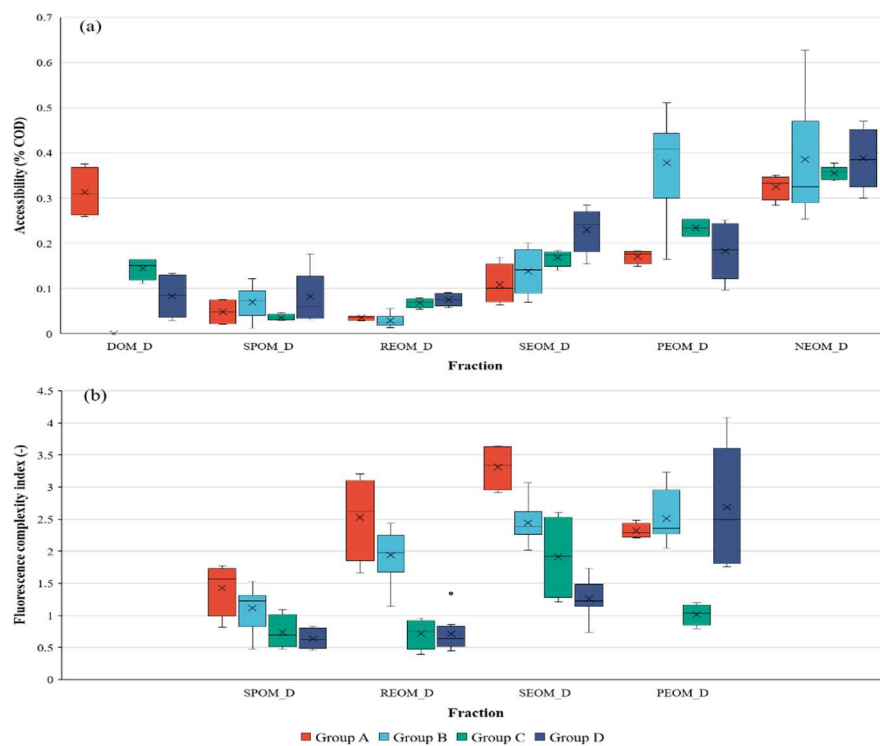 (a)
Accessibility (% COD)
0.7
0.6
0.5
0.4
0.3
0.2
0.1
0
DOM_D SPOM_D REOM_D SEOM_D PEOM_D NEOM_D
Fraction
(b)
Fluorescence complexity index (-)
4.5
4
3.5
3
2.5
2
1.5
1
0.5
0
SPOM_D REOM_D SEOM_D PEOM_D
Fraction
Group A Group B Group C Group D